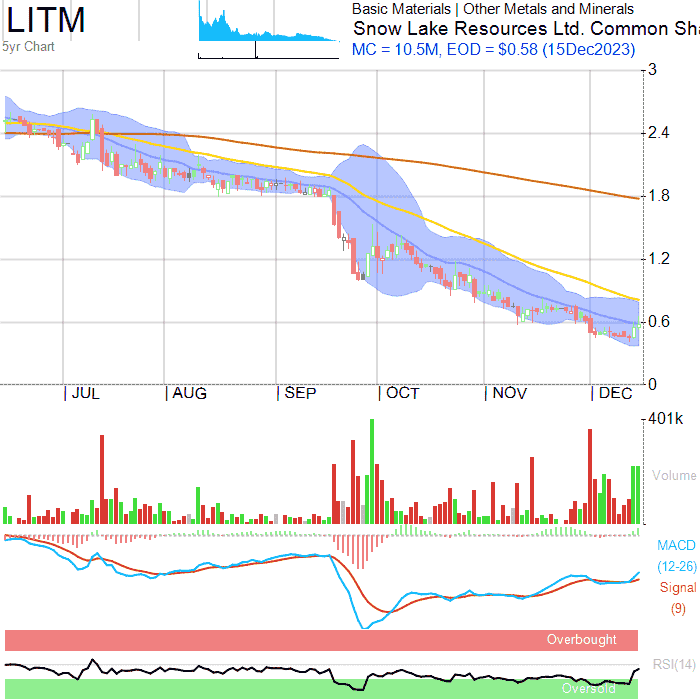 LITM
5yr Chart
Basic Materials | Other Metals and Minerals
Snow Lake Resources Ltd. Common Sha
MC = 10.5M, EOD = $0.58 (15Dec2023)
3
2.4
1.8
1.2
0.6
0
JUL AUG SEP OCT NOV DEC
401k
Volume
MACD
(12-26)
Signal
(9)
Overbought
RSI(14)
Oversold